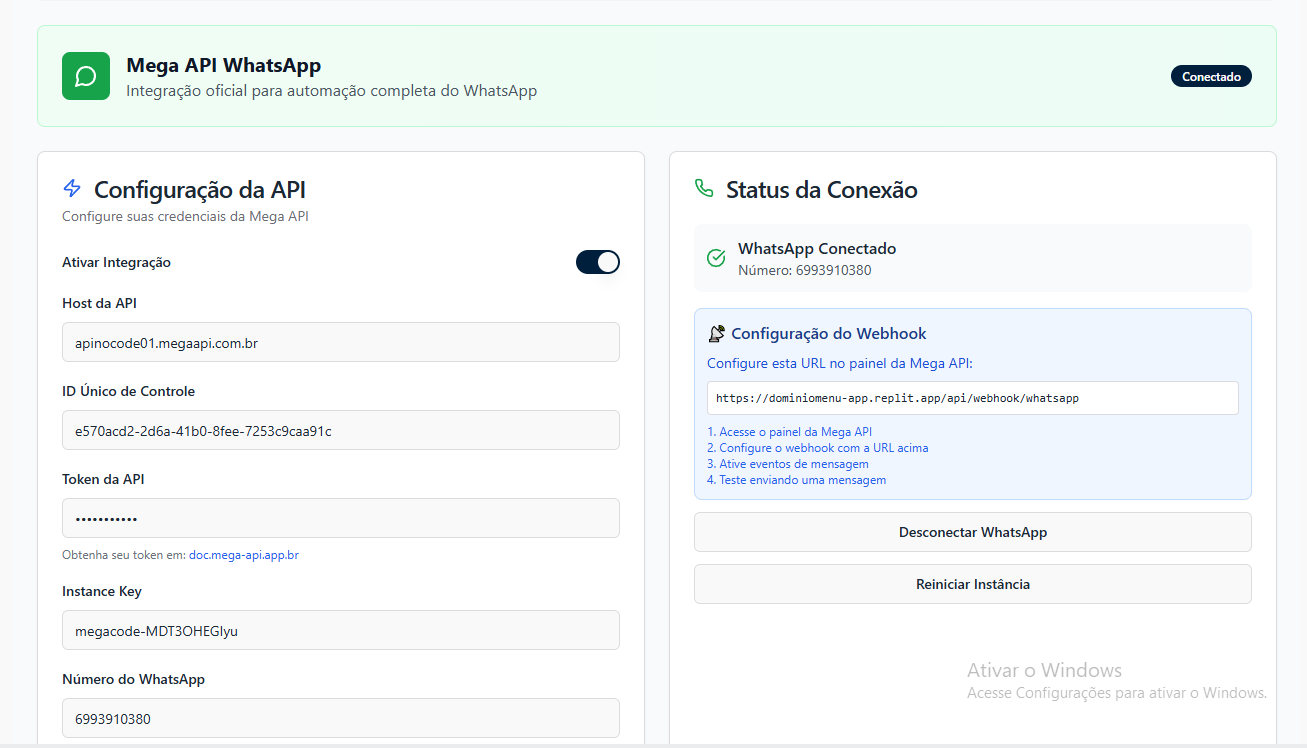 Mega API WhatsApp
Integração oficial para automação completa do WhatsApp
Conectado
Configuração da API
Configure suas credenciais da Mega API
Ativar Integração
Host da API
apinocode01.megaapi.com.br
ID Único de Controle
e570acd2-2d6a-41b0-8fee-7253c9caa91c
Token da API
•••••••••••
Obtenha seu token em: doc.mega-api.app.br
Instance Key
megacode-MDT3OHEGIyu
Número do WhatsApp
6993910380
Status da Conexão
WhatsApp Conectado
Número: 6993910380
Configuração do Webhook
Configure esta URL no painel da Mega API:
https://dominiomenu-app.replit.app/api/webhook/whatsapp
1. Acesse o painel da Mega API
2. Configure o webhook com a URL acima
3. Ative eventos de mensagem
4. Teste enviando uma mensagem
Desconectar WhatsApp
Reiniciar Instância
Ativar o Windows
Acesse Configurações para ativar o Windows.